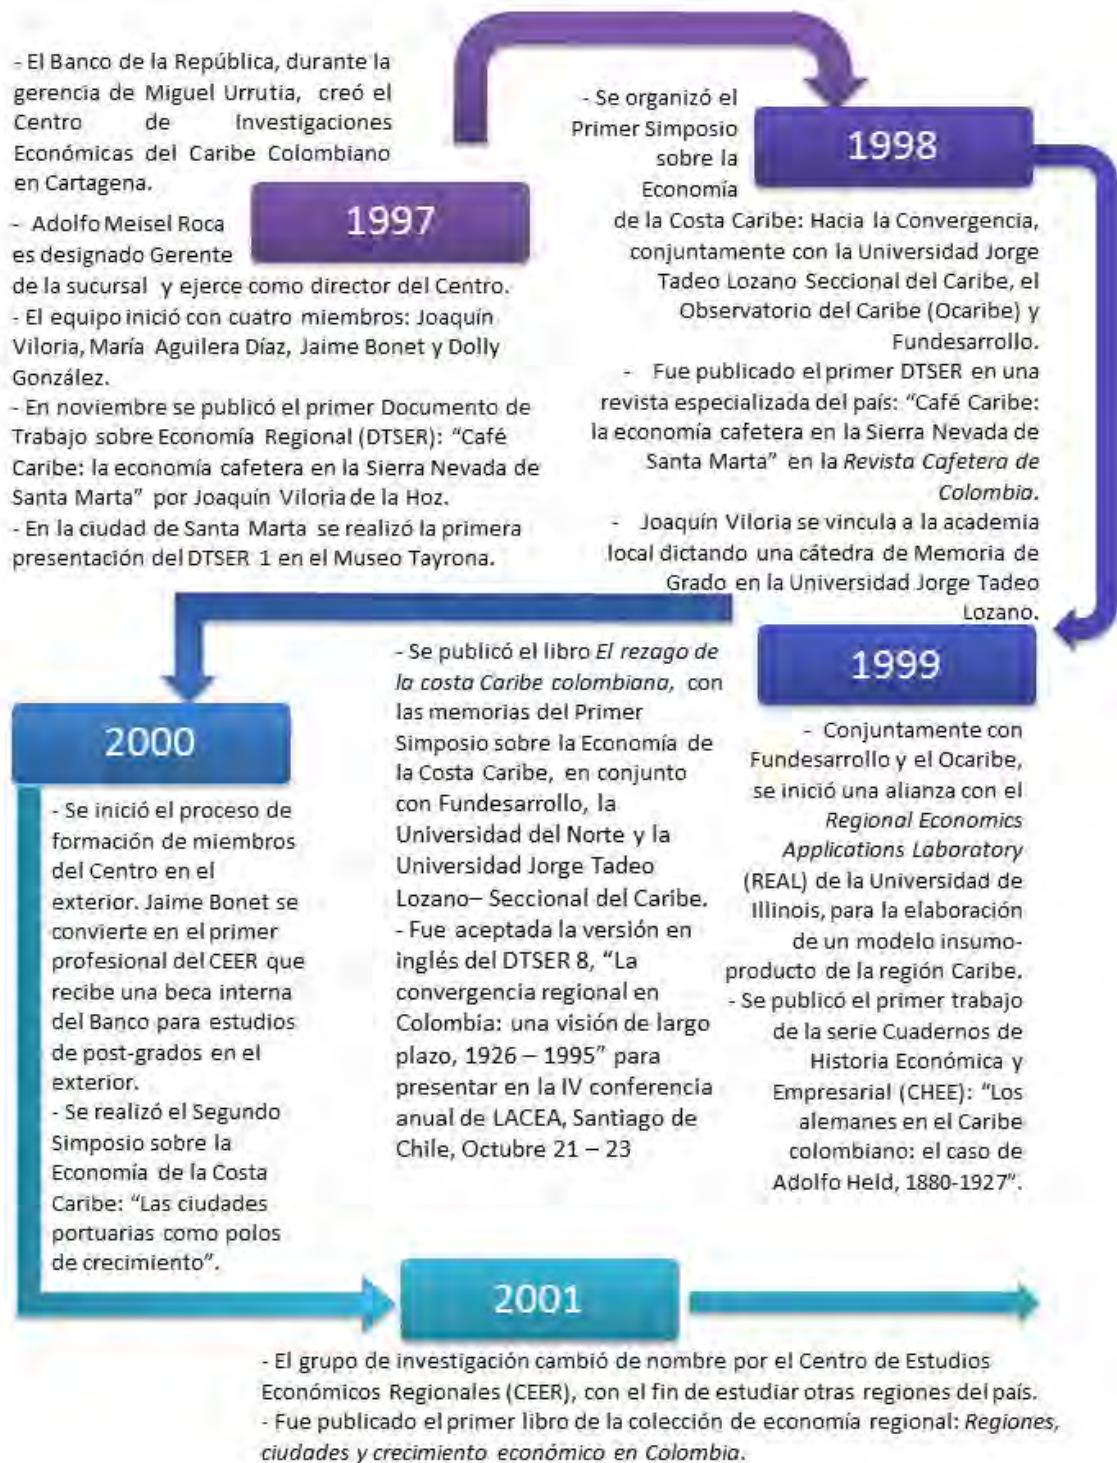 - El Banco de la República, durante la
gerencia de Miguel Urrutia, creó el
Centro de Investigaciones
Económicas del Caribe Colombiano
en Cartagena.
1997
- Adolfo Meisel Roca
es designado Gerente
de la sucursal y ejerce como director del Centro.
- El equipo inició con cuatro miembros: Joaquín
Viloria, María Aguilera Díaz, Jaime Bonet y Dolly
González.
- En noviembre se publicó el primer Documento de
Trabajo sobre Economía Regional (DTSER): “Café
Caribe: la economía cafetera en la Sierra Nevada de
Santa Marta” por Joaquín Viloria de la Hoz.
- En la ciudad de Santa Marta se realizó la primera
presentación del DTSER 1 en el Museo Tayrona.
1998
- Se organizó el
Primer Simposio
sobre la
Economía
de la Costa Caribe: Hacia la Convergencia,
conjuntamente con la Universidad Jorge
Tadeo Lozano Seccional del Caribe, el
Observatorio del Caribe (Ocaribe) y
Fundesarrollo.
- Fue publicado el primer DTSER en una
revista especializada del país: “Café Caribe:
la economía cafetera en la Sierra Nevada de
Santa Marta” en la Revista Cafetera de
Colombia.
- Joaquín Viloria se vincula a la academia
local dictando una cátedra de Memoria de
Grado en la Universidad Jorge Tadeo
Lozano.
1999
- Conjuntamente con
Fundesarrollo y el Ocaribe,
se inició una alianza con el
Regional Economics
Applications Laboratory
(REAL) de la Universidad de
Illinois, para la elaboración
de un modelo insumo-
producto de la región Caribe.
- Se publicó el primer trabajo
de la serie Cuadernos de
Historia Económica y
Empresarial (CHEE): “Los
alemanes en el Caribe
colombiano: el caso de
Adolfo Held, 1880-1927”.
- Se publicó el libro El rezago de
la costa Caribe colombiana, con
las memorias del Primer
Simposio sobre la Economía de
la Costa Caribe, en conjunto
con Fundesarrollo, la
Universidad del Norte y la
Universidad Jorge Tadeo
Lozano– Seccional del Caribe.
- Fue aceptada la versión en
inglés del DTSER 8, “La
convergencia regional en
Colombia: una visión de largo
plazo, 1926 – 1995” para
presentar en la IV conferencia
anual de LACEA, Santiago de
Chile, Octubre 21 – 23
2000
- Se inició el proceso de
formación de miembros
del Centro en el
exterior. Jaime Bonet se
convierte en el primer
profesional del CEER que
recibe una beca interna
del Banco para estudios
de post-grados en el
exterior.
- Se realizó el Segundo
Simposio sobre la
Economía de la Costa
Caribe: “Las ciudades
portuarias como polos
de crecimiento”.
2001
- El grupo de investigación cambió de nombre por el Centro de Estudios
Económicos Regionales (CEER), con el fin de estudiar otras regiones del país.
- Fue publicado el primer libro de la colección de economía regional: Regiones,
ciudades y crecimiento económico en Colombia.